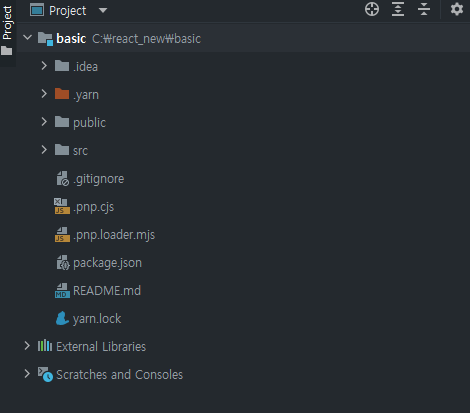 Project
Project
basic C:₩react_new₩basic
.idea
.yarn
public
src
.gitignore
.pnp.cjs
.pnp.loader.mjs
package.json
README.md
yarn.lock
External Libraries
Scratches and Consoles